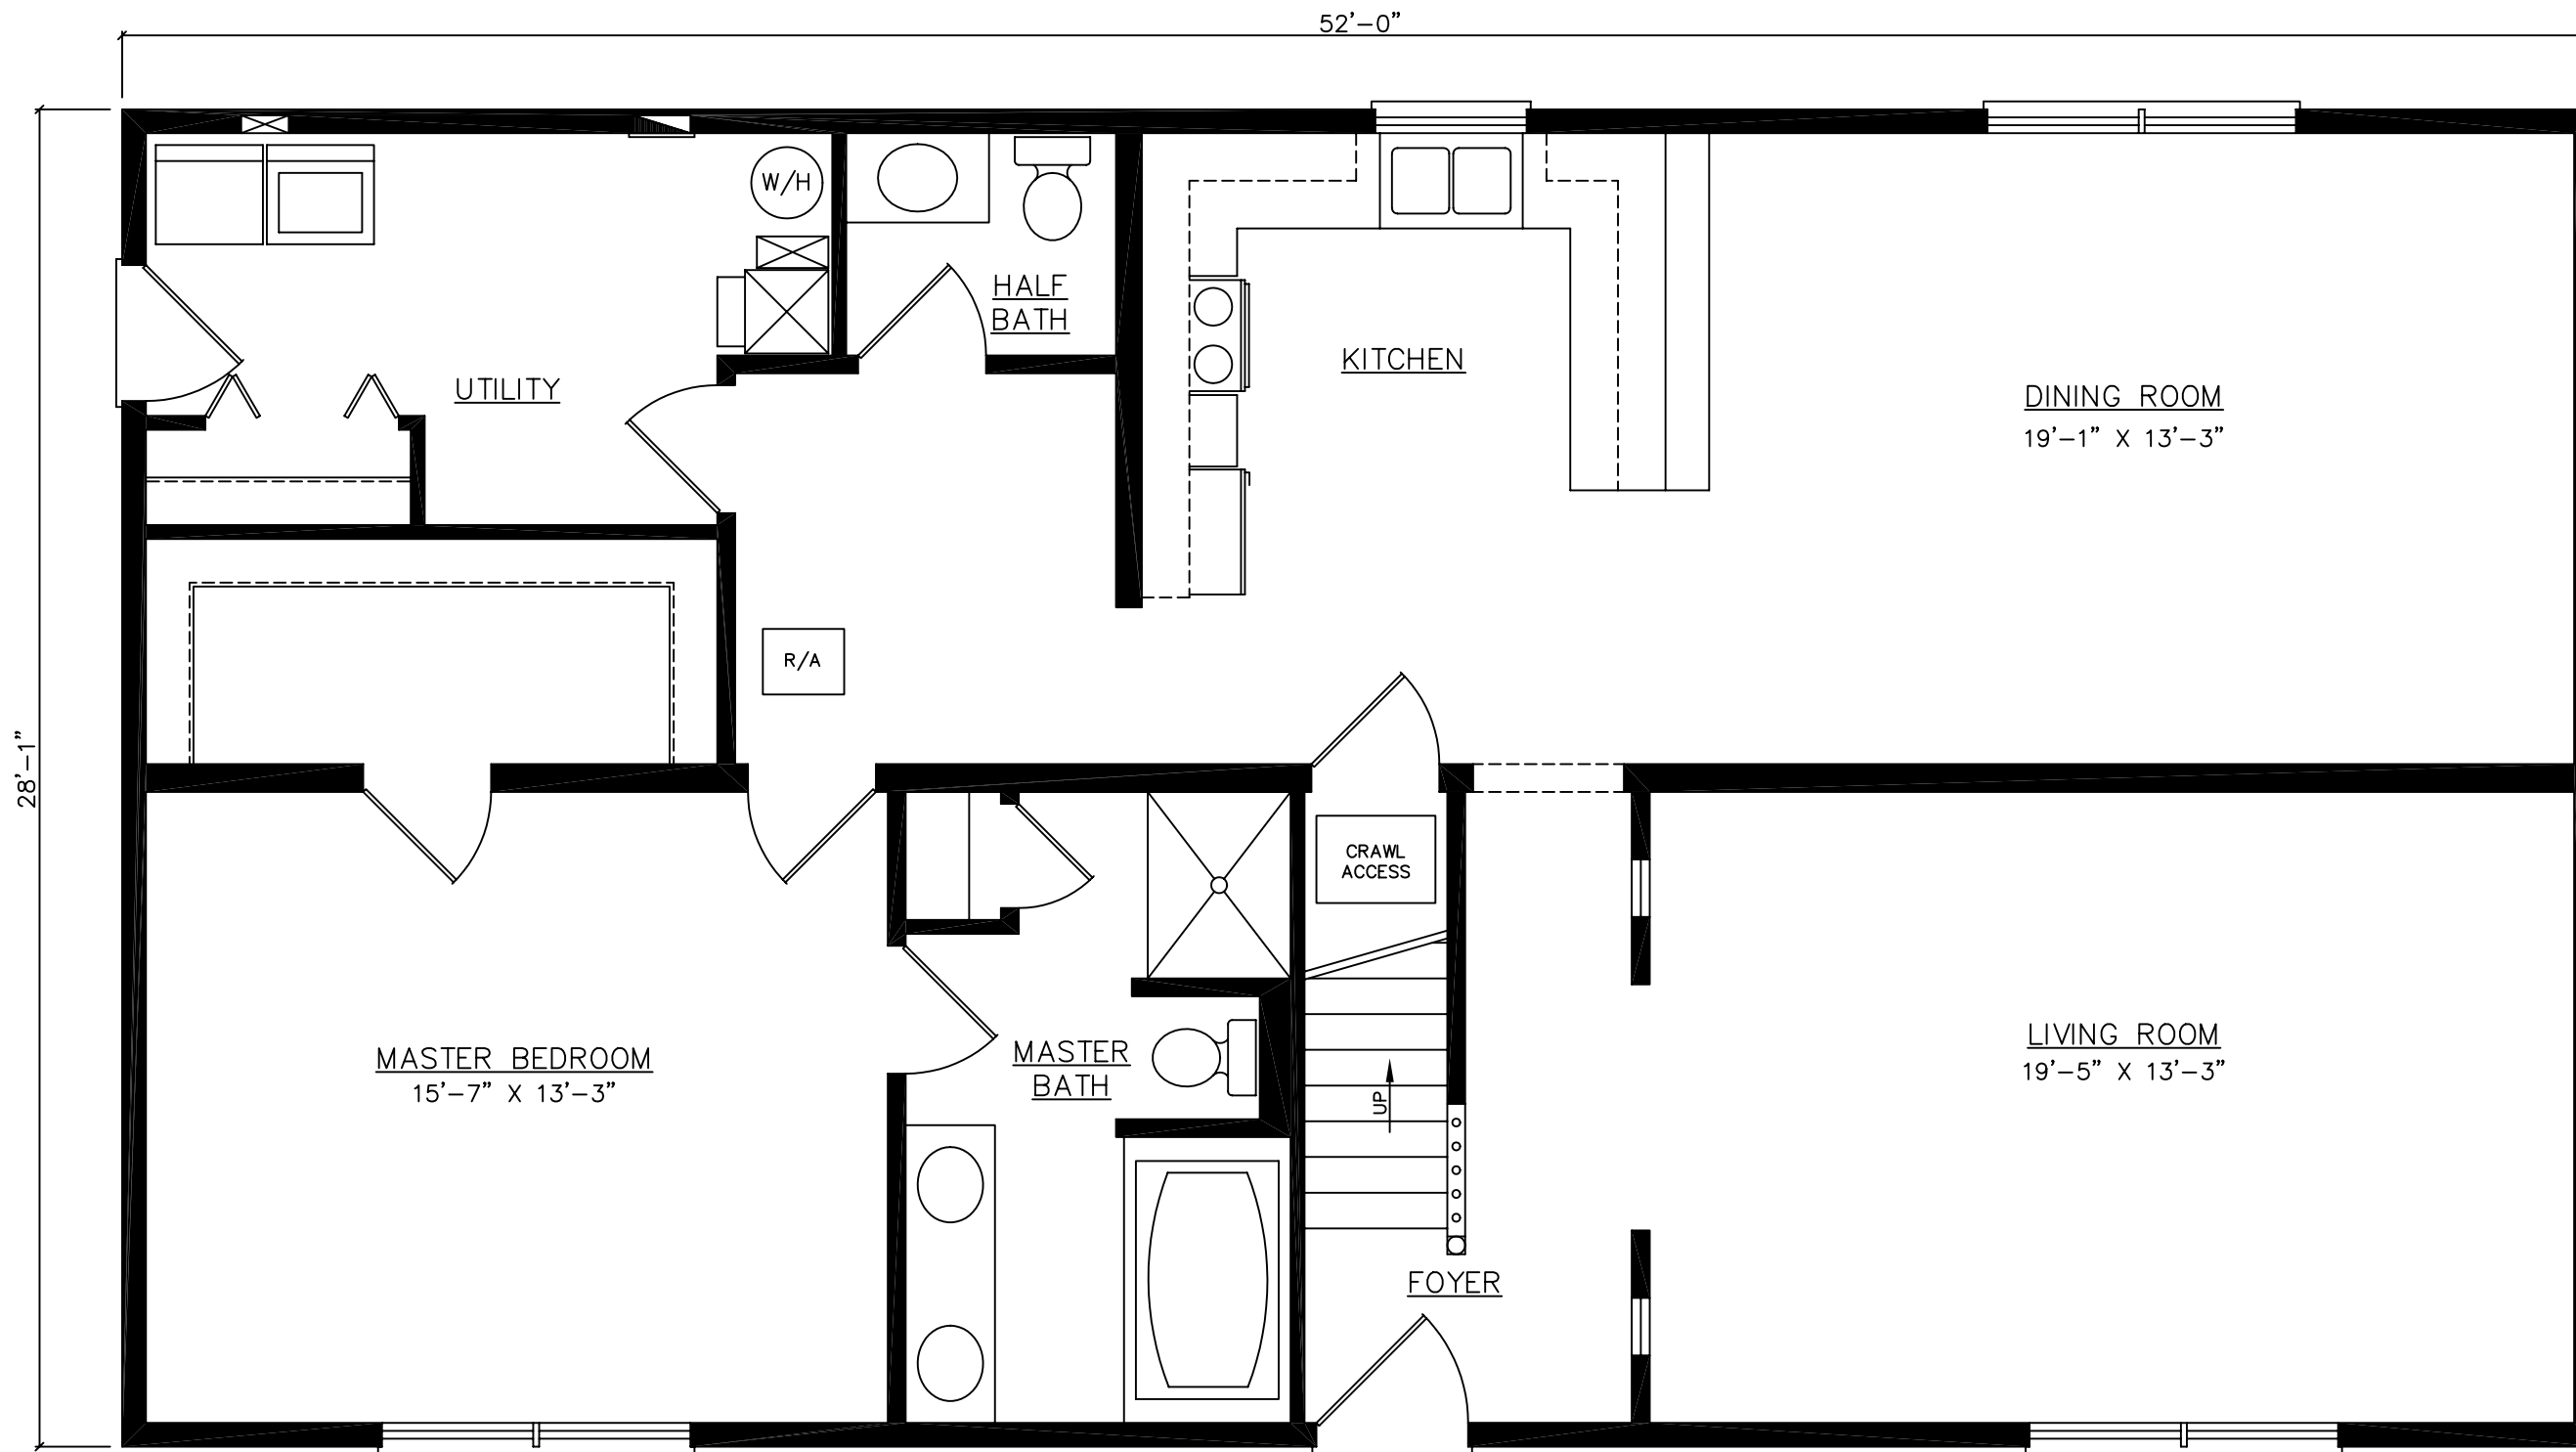 52'-0"
28'-1"
W/H
HALF
BATH
UTILITY
KITCHEN
DINING ROOM
19'-1" X 13'-3"
R/A
CRAWL
ACCESS
MASTER BEDROOM
15'-7" X 13'-3"
MASTER
BATH
UP
LIVING ROOM
19'-5" X 13'-3"
FOYER